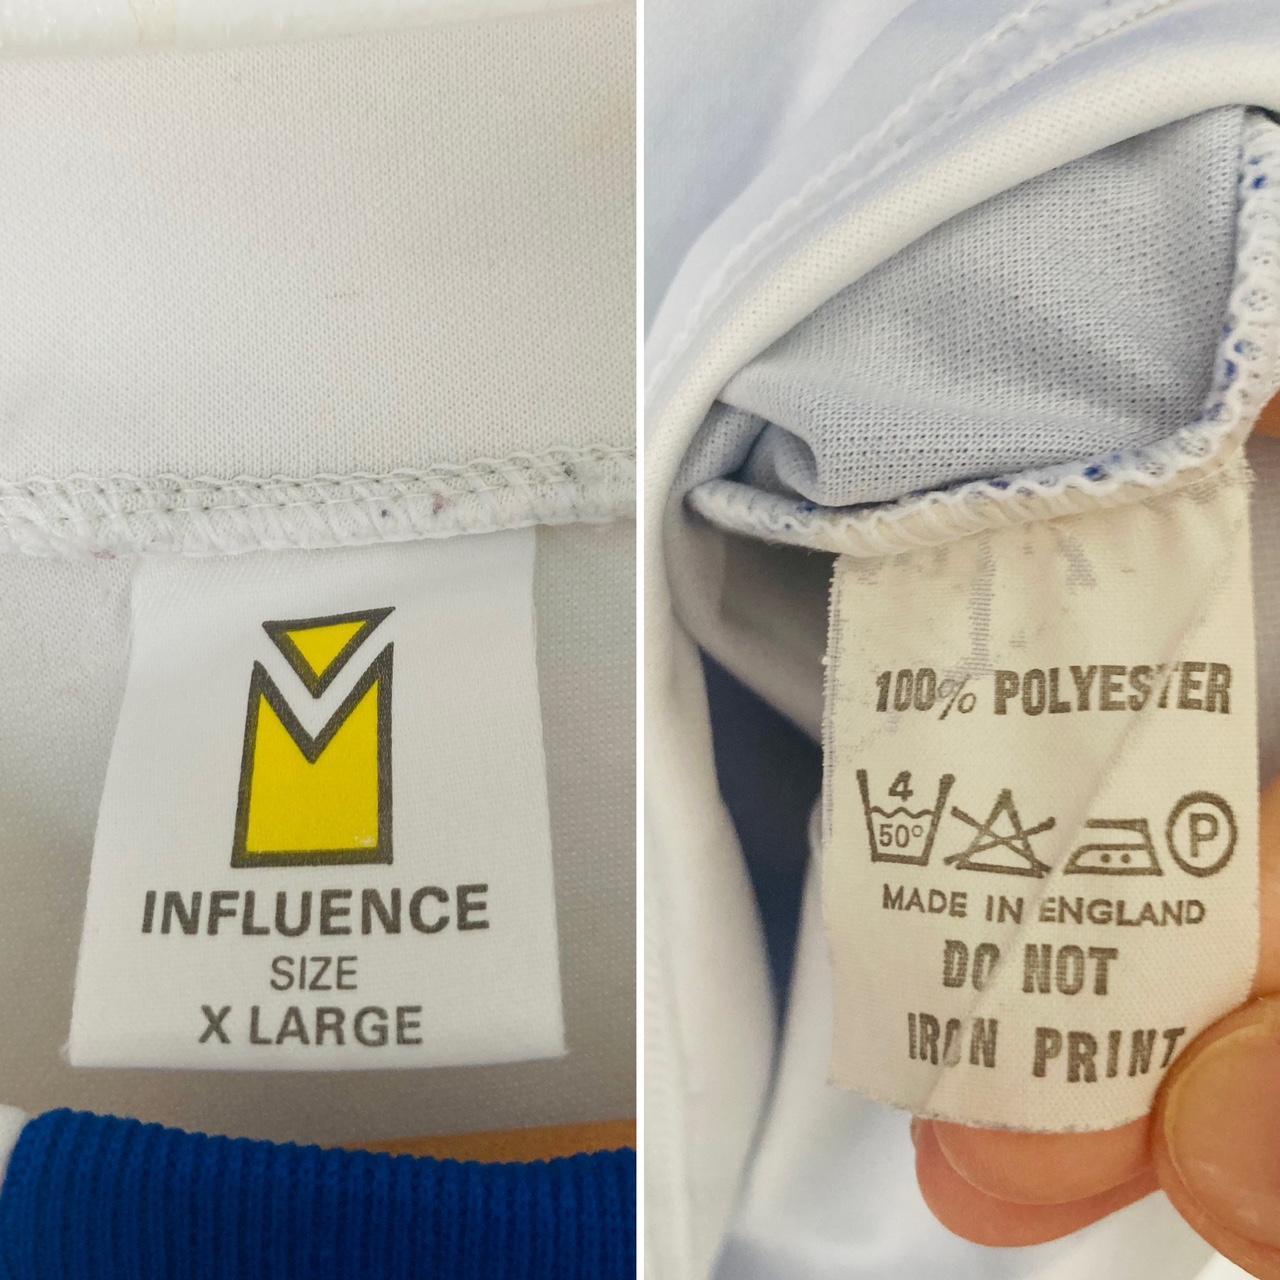 INFLUENCE
SIZE
X LARGE
100% POLYESTER
4
50°
P
MADE IN ENGLAND
DO NOT
IRON PRINT